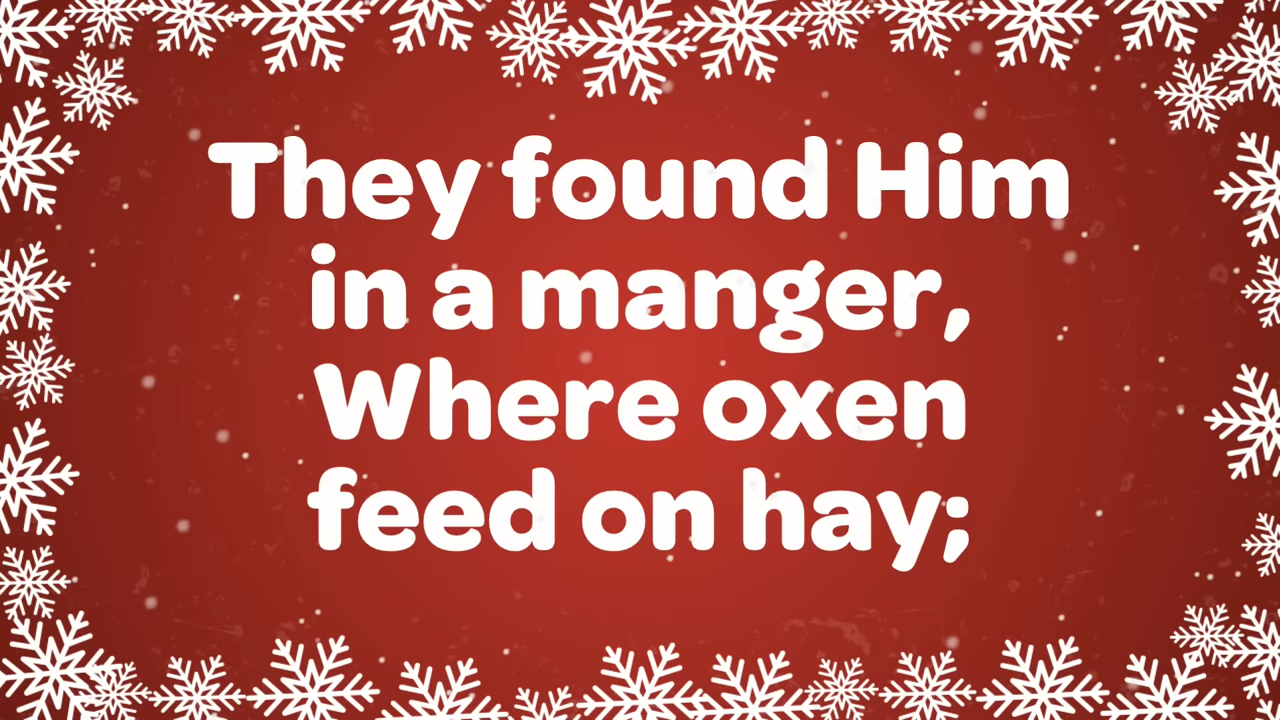 They found Him
in a manger,
Where oxen
feed on hay;